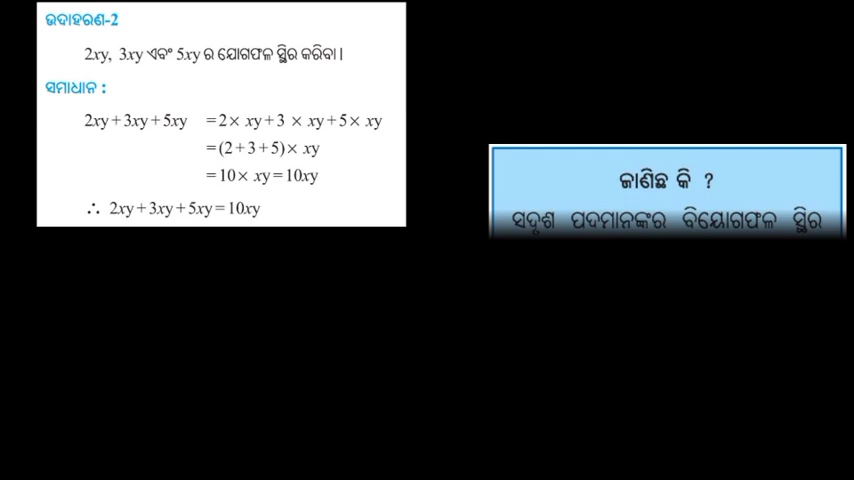 ଉଦାହରଣ-2
2xy, 3xy ଏବଂ 5xy ର ଯୋଗଫଳ ସ୍ଥିର କରିବା।
ସମାଧାନ :
2xy + 3xy + 5xy = 2 × xy + 3 × xy + 5 × xy
= (2 + 3 + 5) × xy
= 10 × xy = 10xy
∴ 2xy + 3xy + 5xy = 10xy
ଜାଣିଛ କି ?
ସଦୃଶ ପଦମାନଙ୍କର ବିୟୋଗଫଳ ସ୍ଥିର